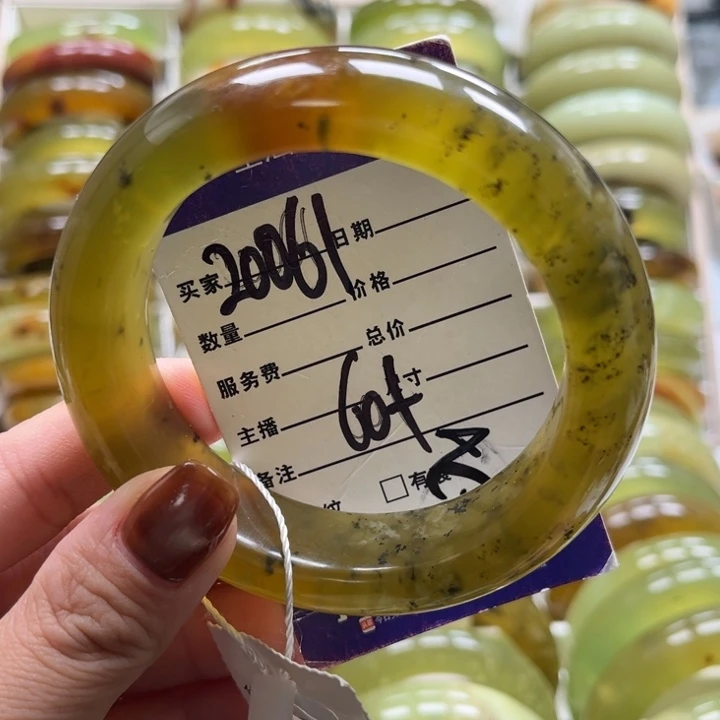 买家 20061 日期
数量 价格
服务费 总价
主播 60+ 寸
备注
纹 □有